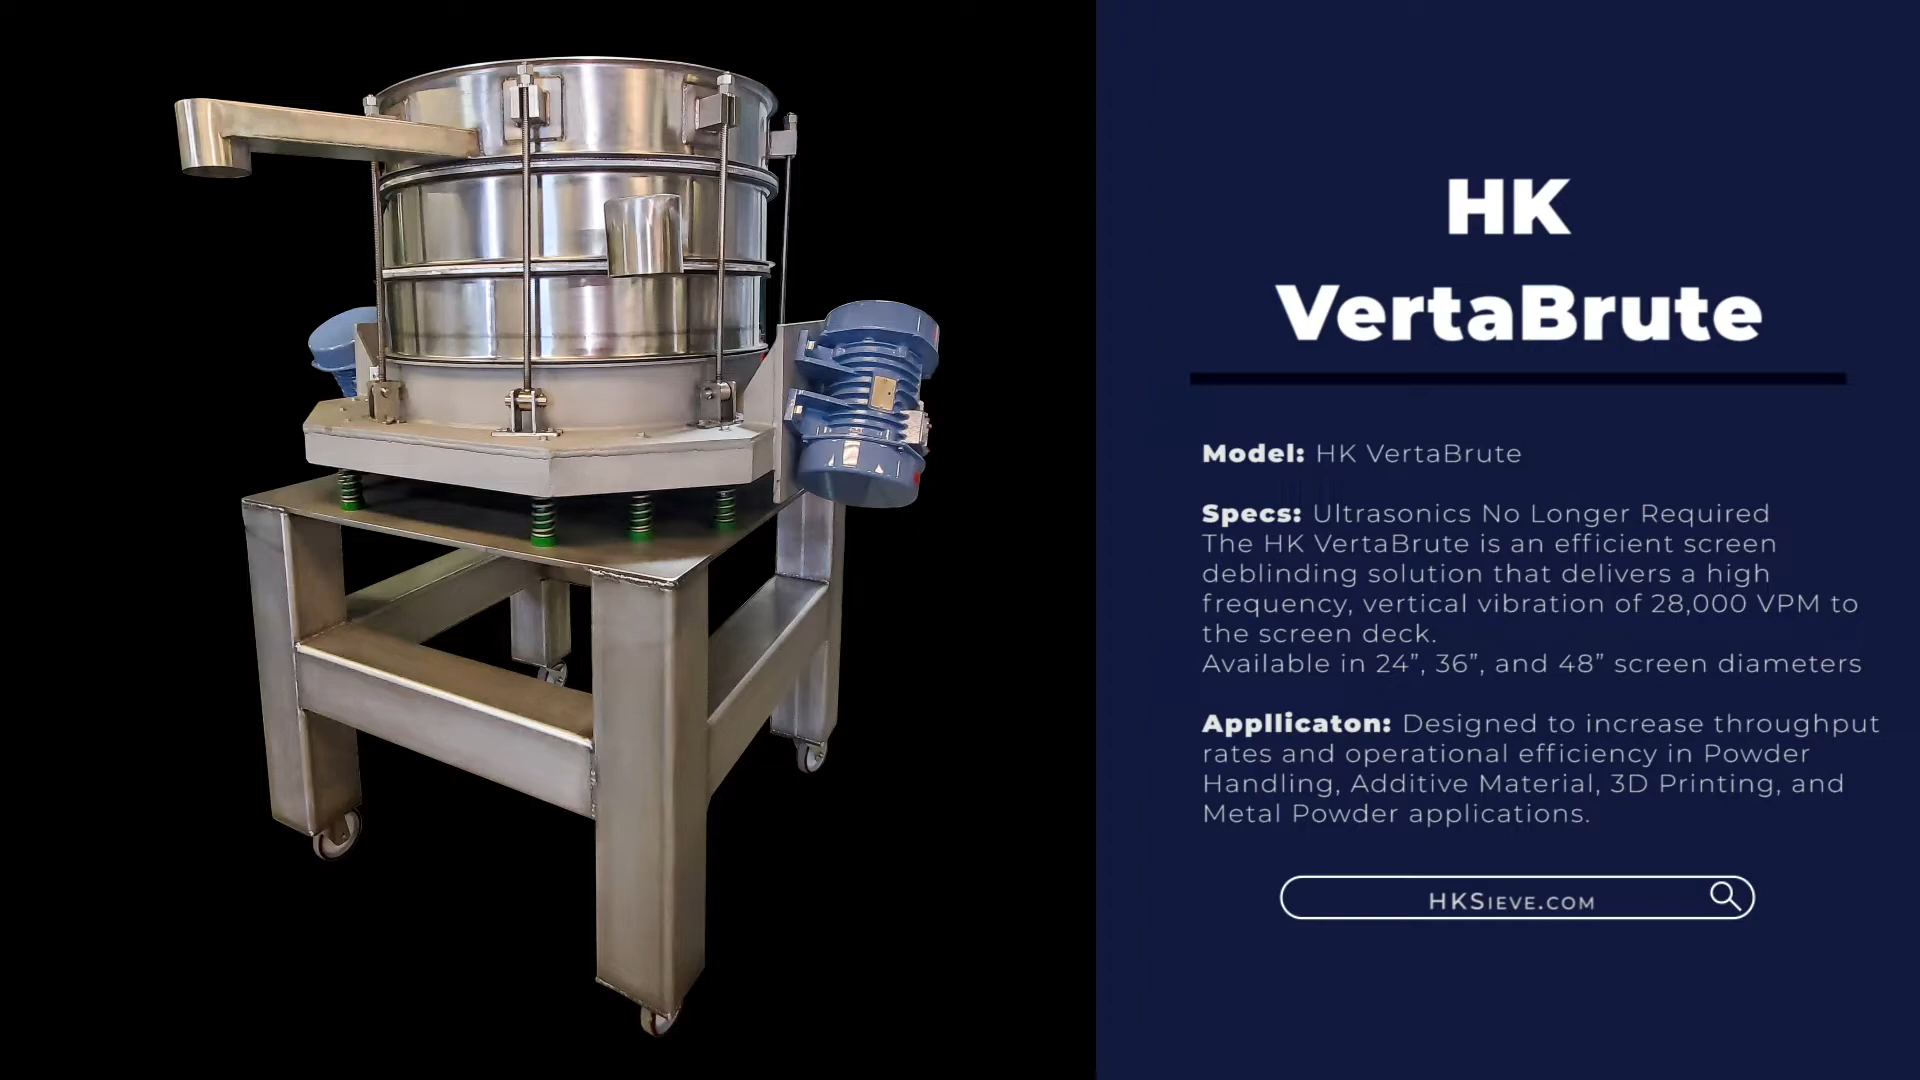 HK
VertaBrute
Model: HK VertaBrute
Specs: Ultrasonics No Longer Required
The HK VertaBrute is an efficient screen
deblinding solution that delivers a high
frequency, vertical vibration of 28,000 VPM to
the screen deck.
Available in 24”, 36”, and 48” screen diameters
Appllicaton: Designed to increase throughput
rates and operational efficiency in Powder
Handling, Additive Material, 3D Printing, and
Metal Powder applications.
HKSieve.com